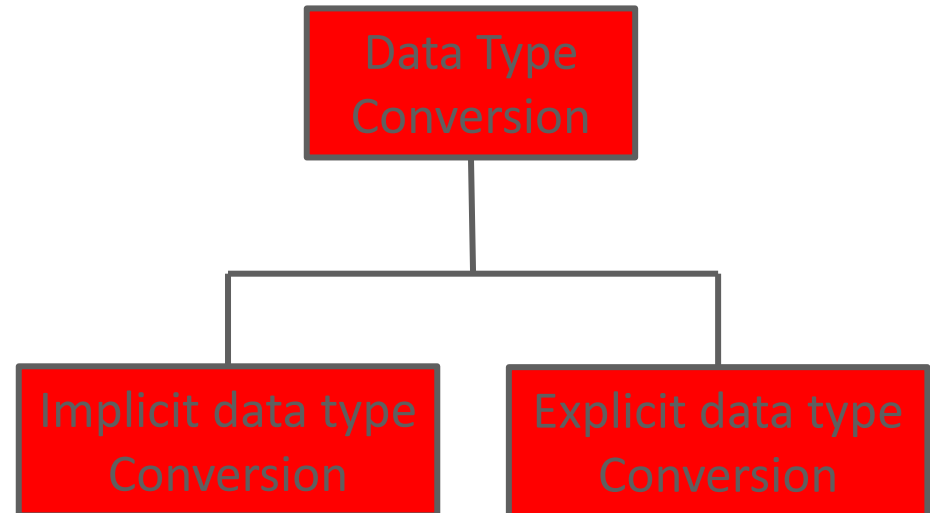 Data Type
Conversion
Implicit data type
Conversion
Explicit data type
Conversion